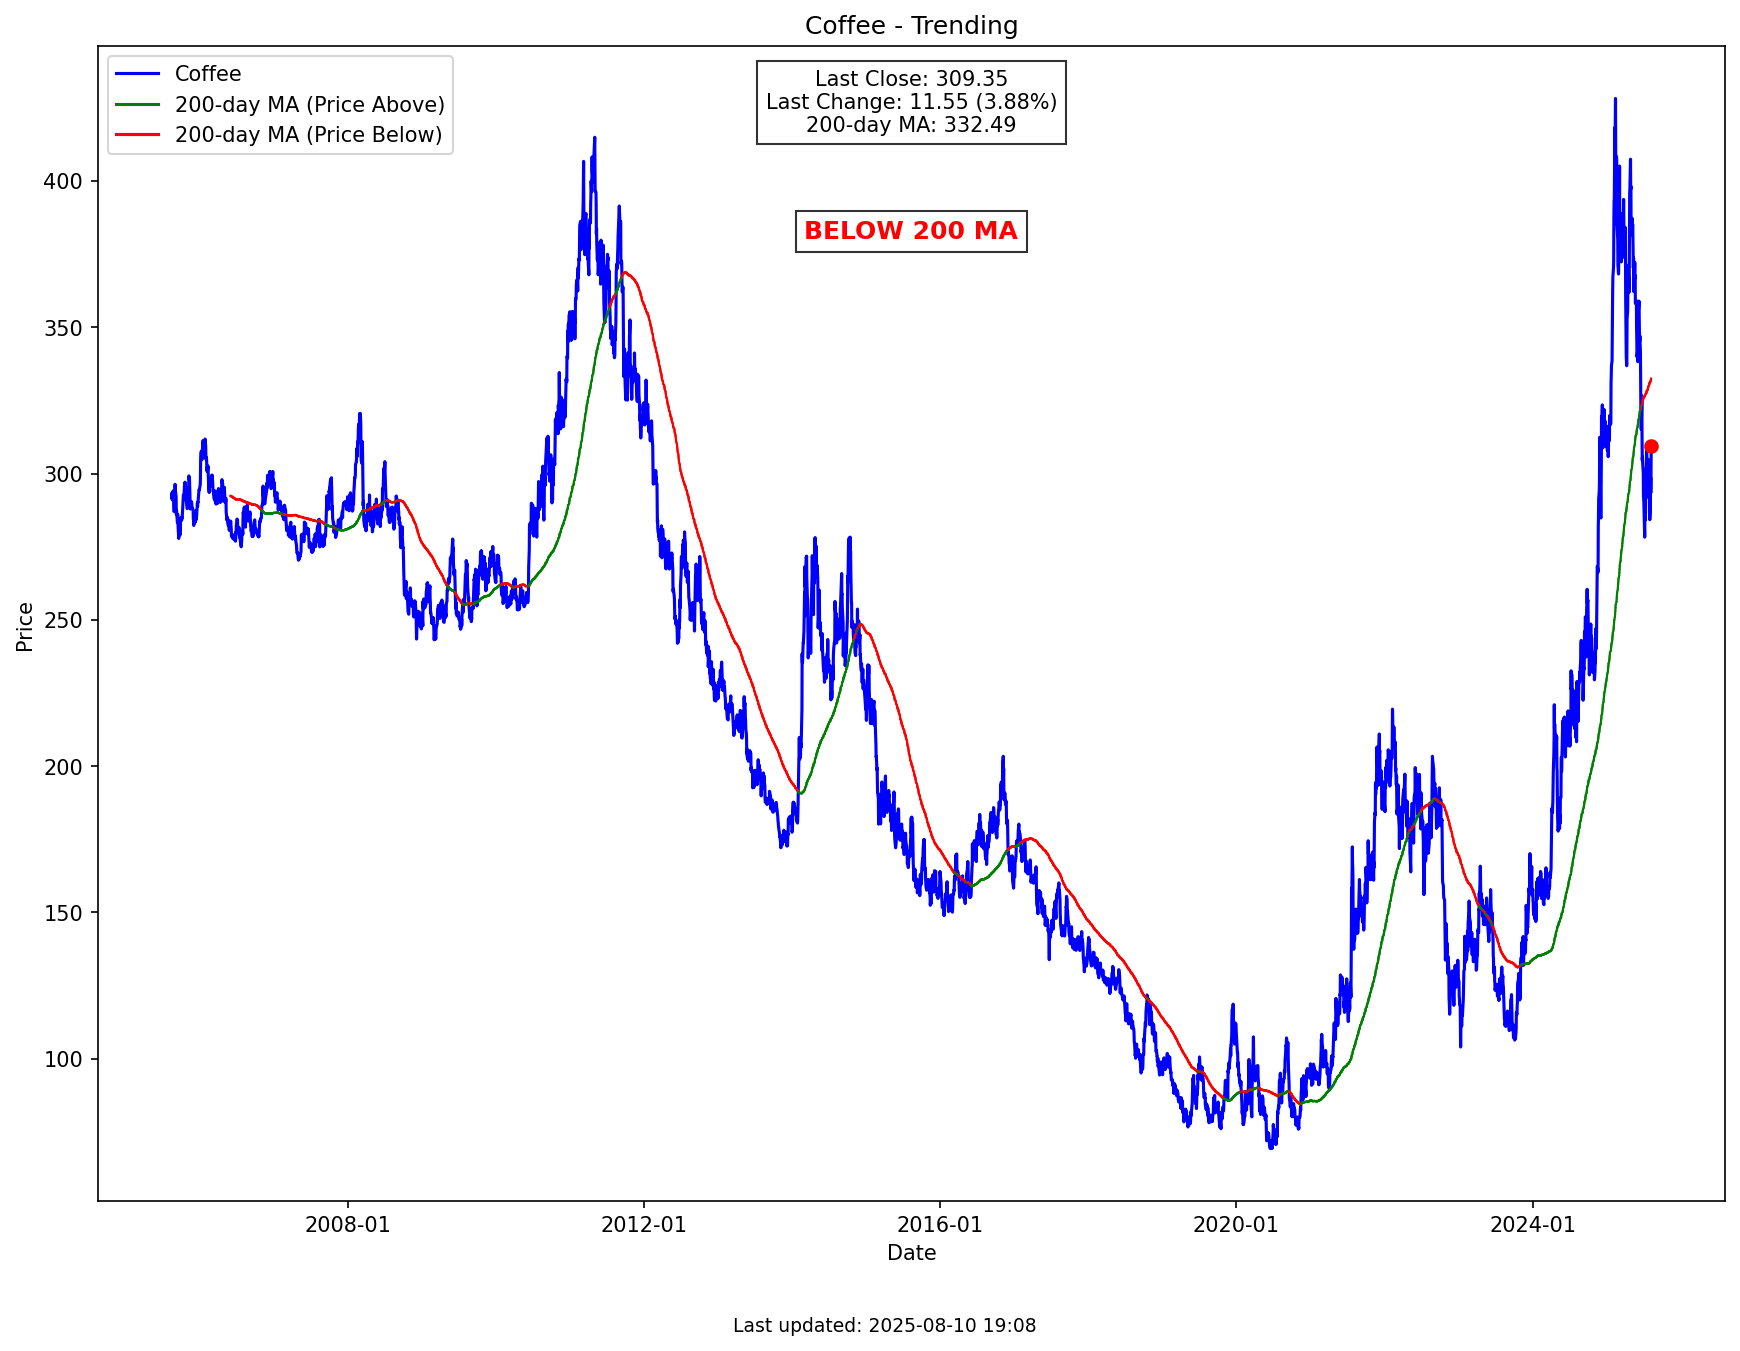 Coffee - Trending
Coffee
200-day MA (Price Above)
200-day MA (Price Below)
Last Close: 309.35
Last Change: 11.55 (3.88%)
200-day MA: 332.49
BELOW 200 MA
400
350
300
250
200
150
100
Price
2008-01
2012-01
2016-01
2020-01
2024-01
Date
Last updated: 2025-08-10 19:08